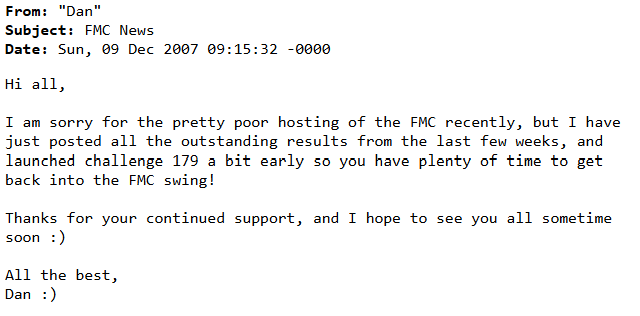 From: "Dan"
Subject: FMC News
Date: Sun, 09 Dec 2007 09:15:32 -0000
Hi all,
I am sorry for the pretty poor hosting of the FMC recently, but I have
just posted all the outstanding results from the last few weeks, and
launched challenge 179 a bit early so you have plenty of time to get
back into the FMC swing!
Thanks for your continued support, and I hope to see you all sometime
soon :)
All the best,
Dan :)